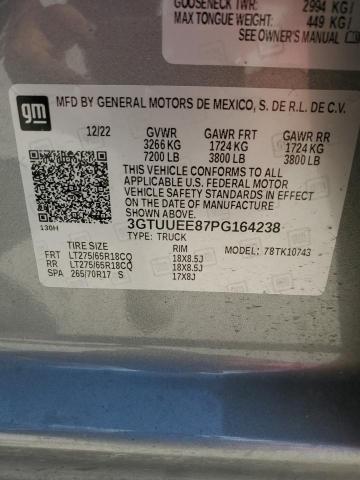 GOOSENECK TWR: 2994 KG/
MAX TONGUE WEIGHT: 449 KG/
SEE OWNER'S MANUAL
gm
MFD BY GENERAL MOTORS DE MEXICO, S. DE R.L. DE C.V.
12/22 GVWR GAWR FRT GAWR RR
3266 KG 1724 KG 1724 KG
7200 LB 3800 LB 3800 LB
THIS VEHICLE CONFORMS TO ALL
APPLICABLE U.S. FEDERAL MOTOR
VEHICLE SAFETY STANDARDS IN EFFECT
ON THE DATE OF MANUFACTURE SHOWN
ABOVE.
130H 3GTUUEE87PG164238
TYPE: TRUCK
TIRE SIZE RIM MODEL: 78TK10743
FRT LT275/65R18CQ 18X8.5J
RR LT275/65R18CQ 18X8.5J
SPA 265/70R17 S 17X8J